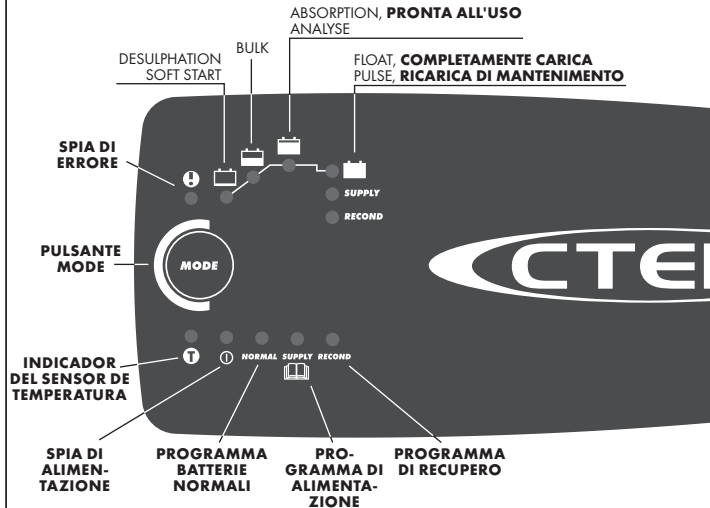 ABSORPTION, PRONTA ALL'USO
ANALYSE
BULK
DESULPHATION
SOFT START
FLOAT, COMPLETAMENTE CARICA
PULSE, RICARICA DI MANTENIMENTO
SPIA DI
ERRORE
SUPPLY
RECOND
PULSANTE
MODE
MODE
CTE
T
NORMAL SUPPLY RECOND
INDICADOR
DEL SENSOR DE
TEMPERATURA
SPIA DI
ALIMEN-
TAZIONE
PROGRAMMA
BATTERIE
NORMALI
PRO-
GRAMMA DI
ALIMENTA-
ZIONE
PROGRAMMA
DI RECUPERO